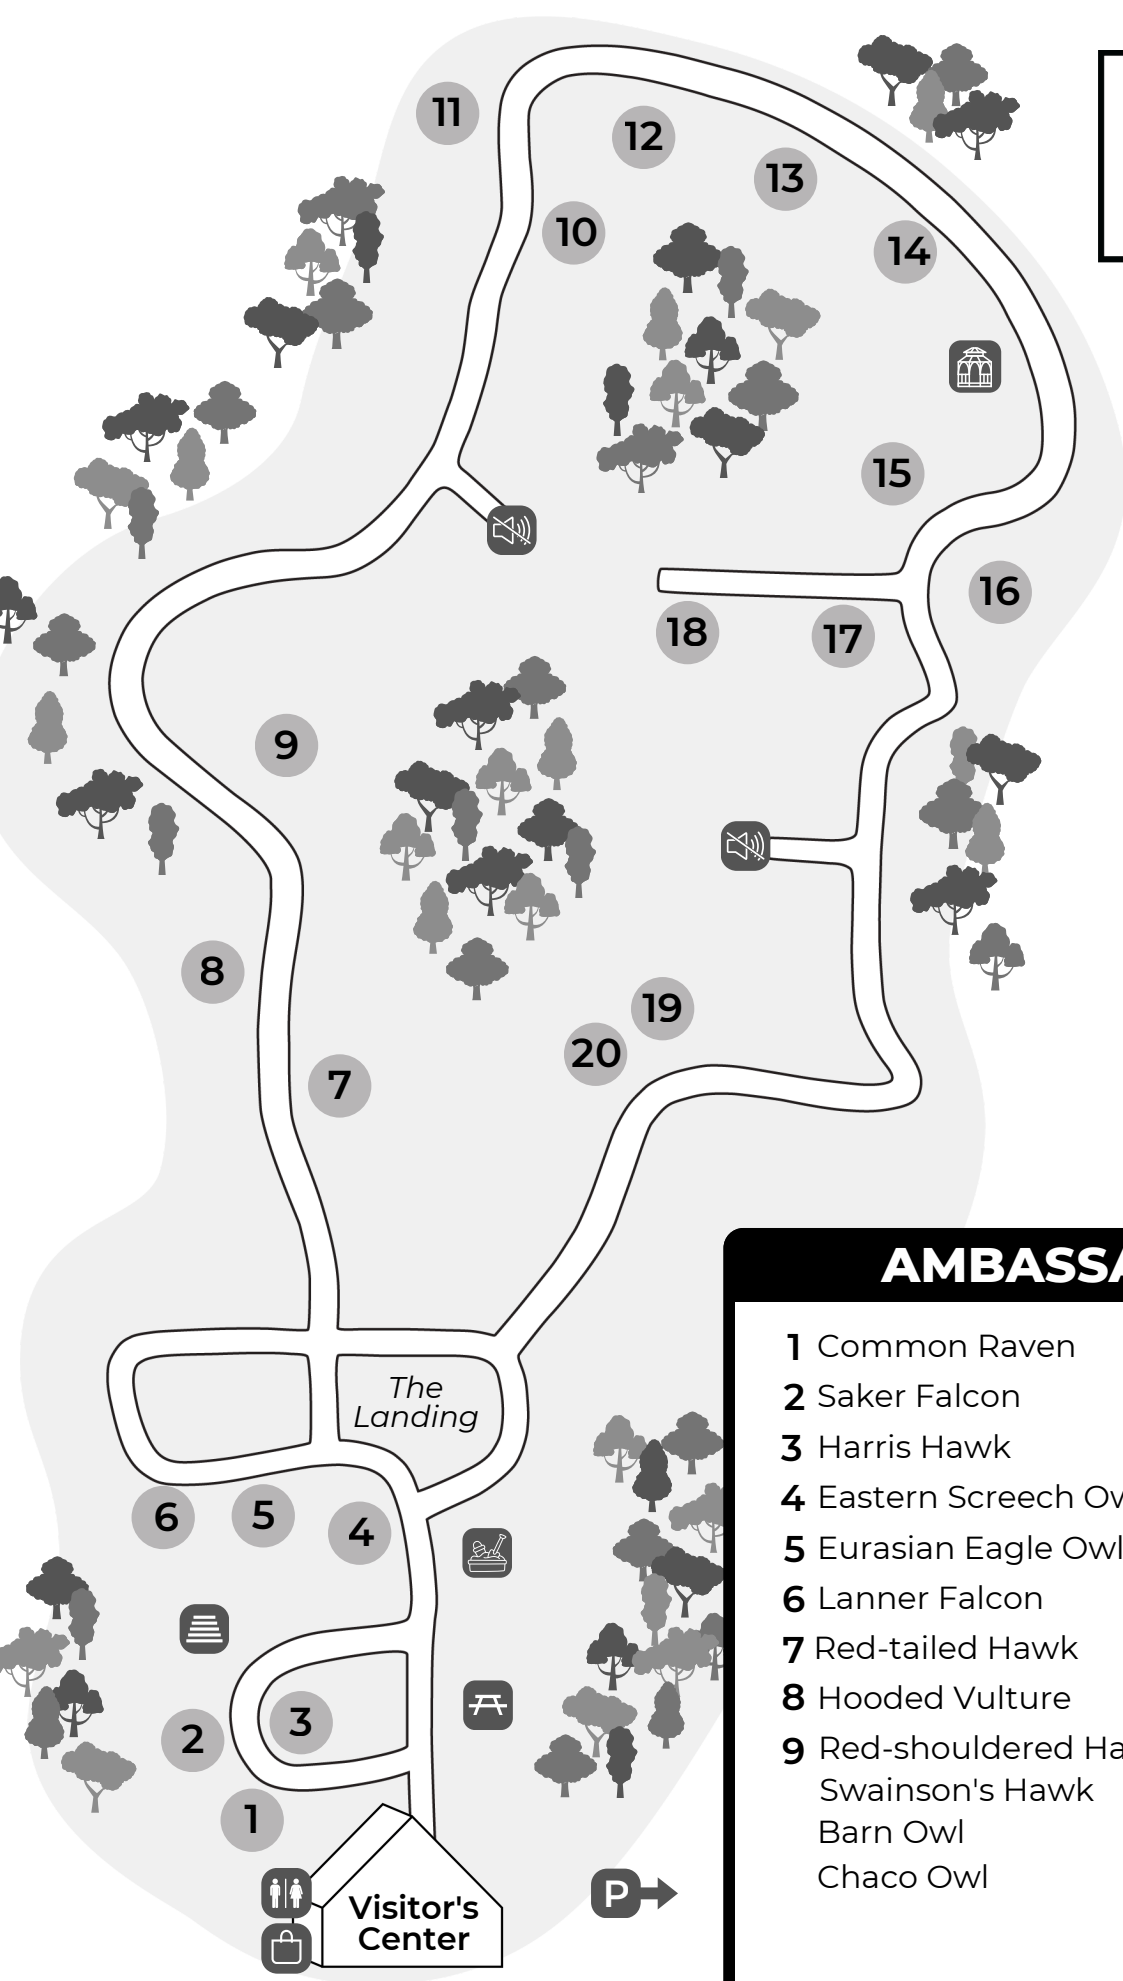 11
12
13
10
14
15
16
18
17
9
8
19
20
7
AMBASSA
1 Common Raven
2 Saker Falcon
3 Harris Hawk
4 Eastern Screech Ow
5 Eurasian Eagle Owl
6 Lanner Falcon
7 Red-tailed Hawk
8 Hooded Vulture
9 Red-shouldered Ha
Swainson's Hawk
Barn Owl
Chaco Owl
The
Landing
6
5
4
3
2
1
P
Visitor's
Center